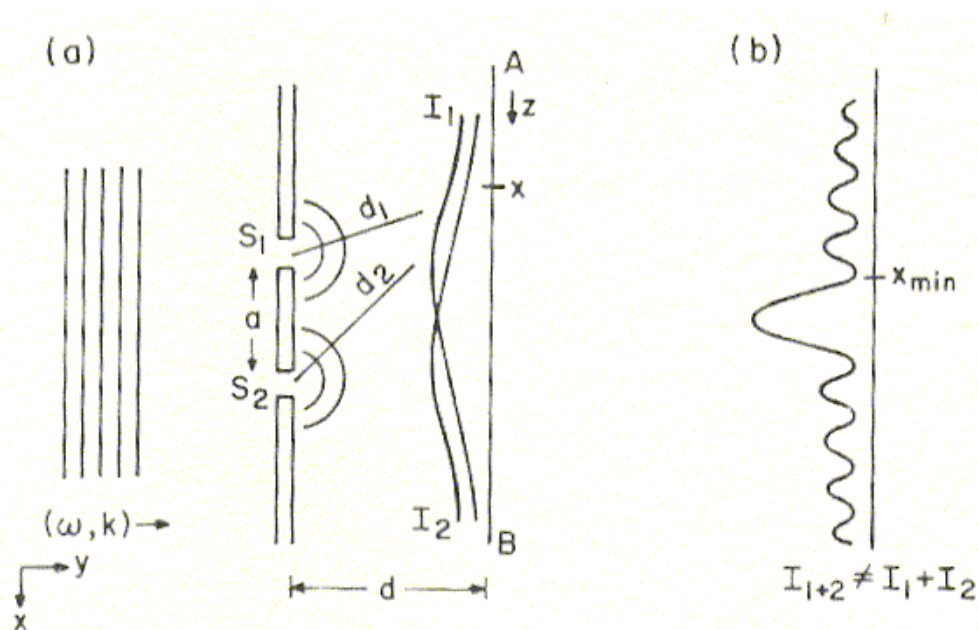 (a)
(b)
A
I₁
z
x
d₁
S₁
d₂
xmin
a
S₂
I₂
(ω,k)
B
y
d
x
I₁₊₂ ≠ I₁ + I₂